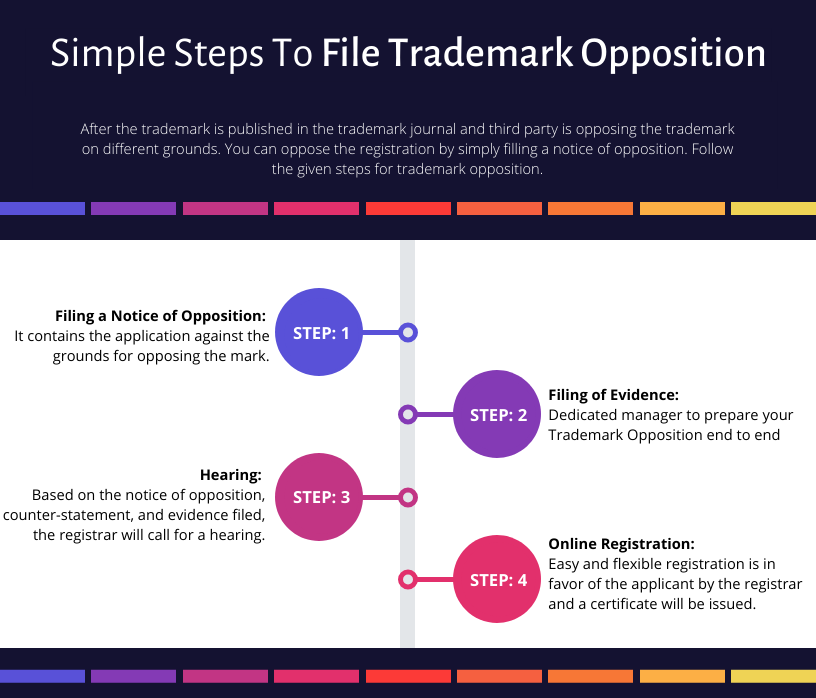 Simple Steps To File Trademark Opposition
After the trademark is published in the trademark journal and third party is opposing the trademark
on different grounds. You can oppose the registration by simply filling a notice of opposition. Follow
the given steps for trademark opposition.
Filing a Notice of Opposition:
It contains the application against the
grounds for opposing the mark.
STEP: 1
STEP: 2
Filing of Evidence:
Dedicated manager to prepare your
Trademark Opposition end to end
Hearing:
Based on the notice of opposition,
counter-statement, and evidence filed,
the registrar will call for a hearing.
STEP: 3
STEP: 4
Online Registration:
Easy and flexible registration is in
favor of the applicant by the registrar
and a certificate will be issued.